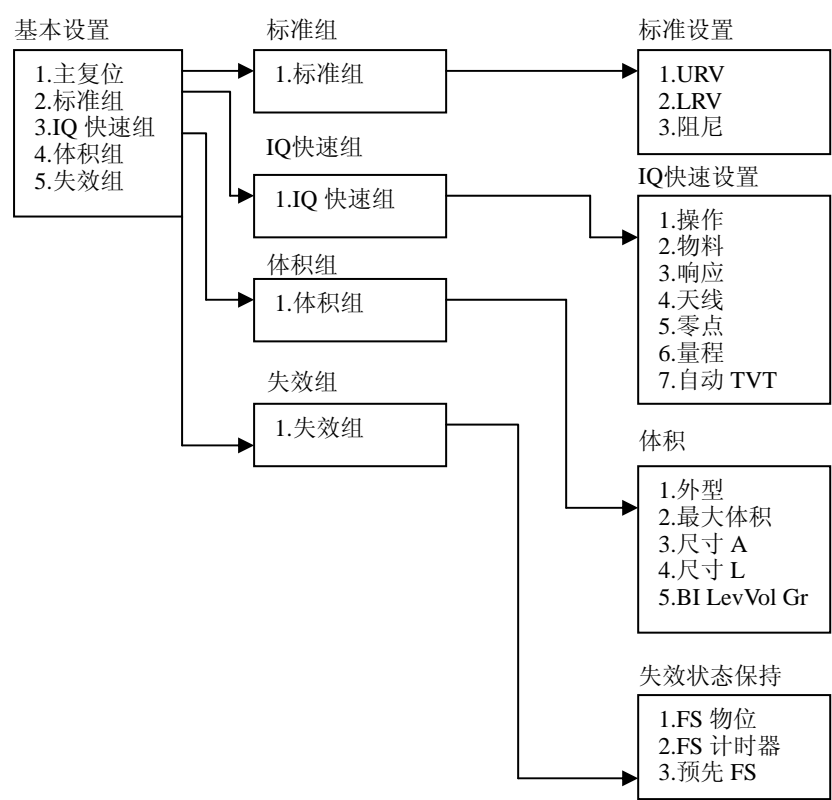 基本设置
1.主复位
2.标准组
3.IQ 快速组
4.体积组
5.失效组
标准组
1.标准组
IQ快速组
1.IQ 快速组
体积组
1.体积组
失效组
1.失效组
标准设置
1.URV
2.LRV
3.阻尼
IQ快速设置
1.操作
2.物料
3.响应
4.天线
5.零点
6.量程
7.自动 TVT
体积
1.外型
2.最大体积
3.尺寸 A
4.尺寸 L
5.BI LevVol Gr
失效状态保持
1.FS 物位
2.FS 计时器
3.预先 FS